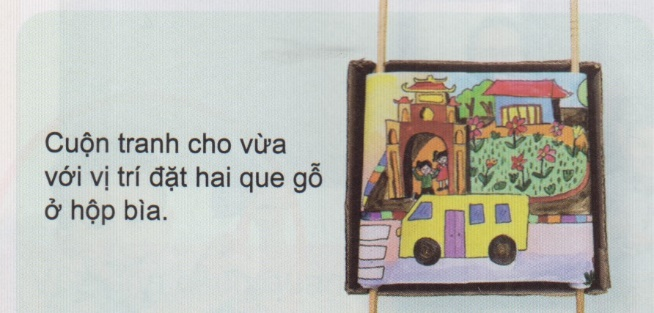 Cuộn tranh cho vừa
với vị trí đặt hai que gỗ
ở hộp bìa.